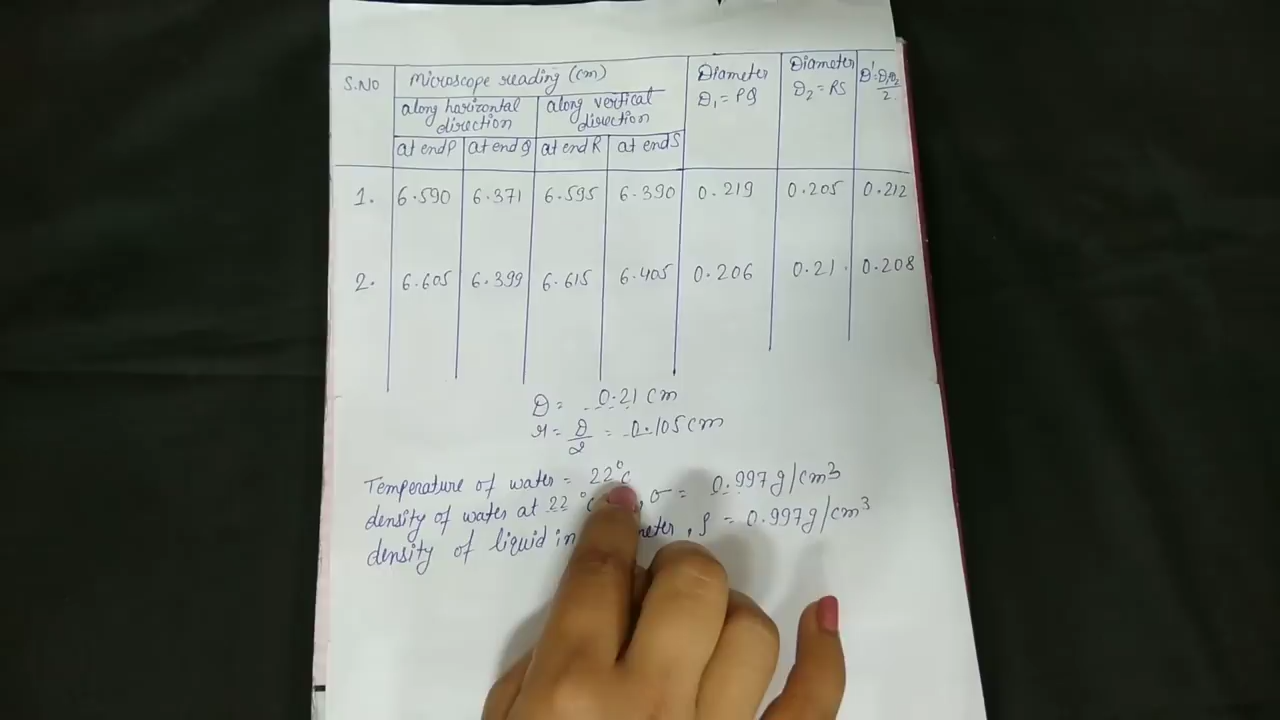 S.NO Microscope reading (cm) Diameter D₁ = PQ Diameter D₂ = RS D' = D₁+D₂/2
along horizontal direction along vertical direction
at end P at end Q at end R at end S
1. 6.590 6.371 6.595 6.390 0.219 0.205 0.212
2. 6.605 6.399 6.615 6.405 0.206 0.21 0.208
D = 0.21 cm
r = D/2 = 0.105 cm
Temperature of water = 22°C
density of water at 22°C, σ = 0.997 g/cm³
density of liquid in meter, ρ = 0.997 g/cm³